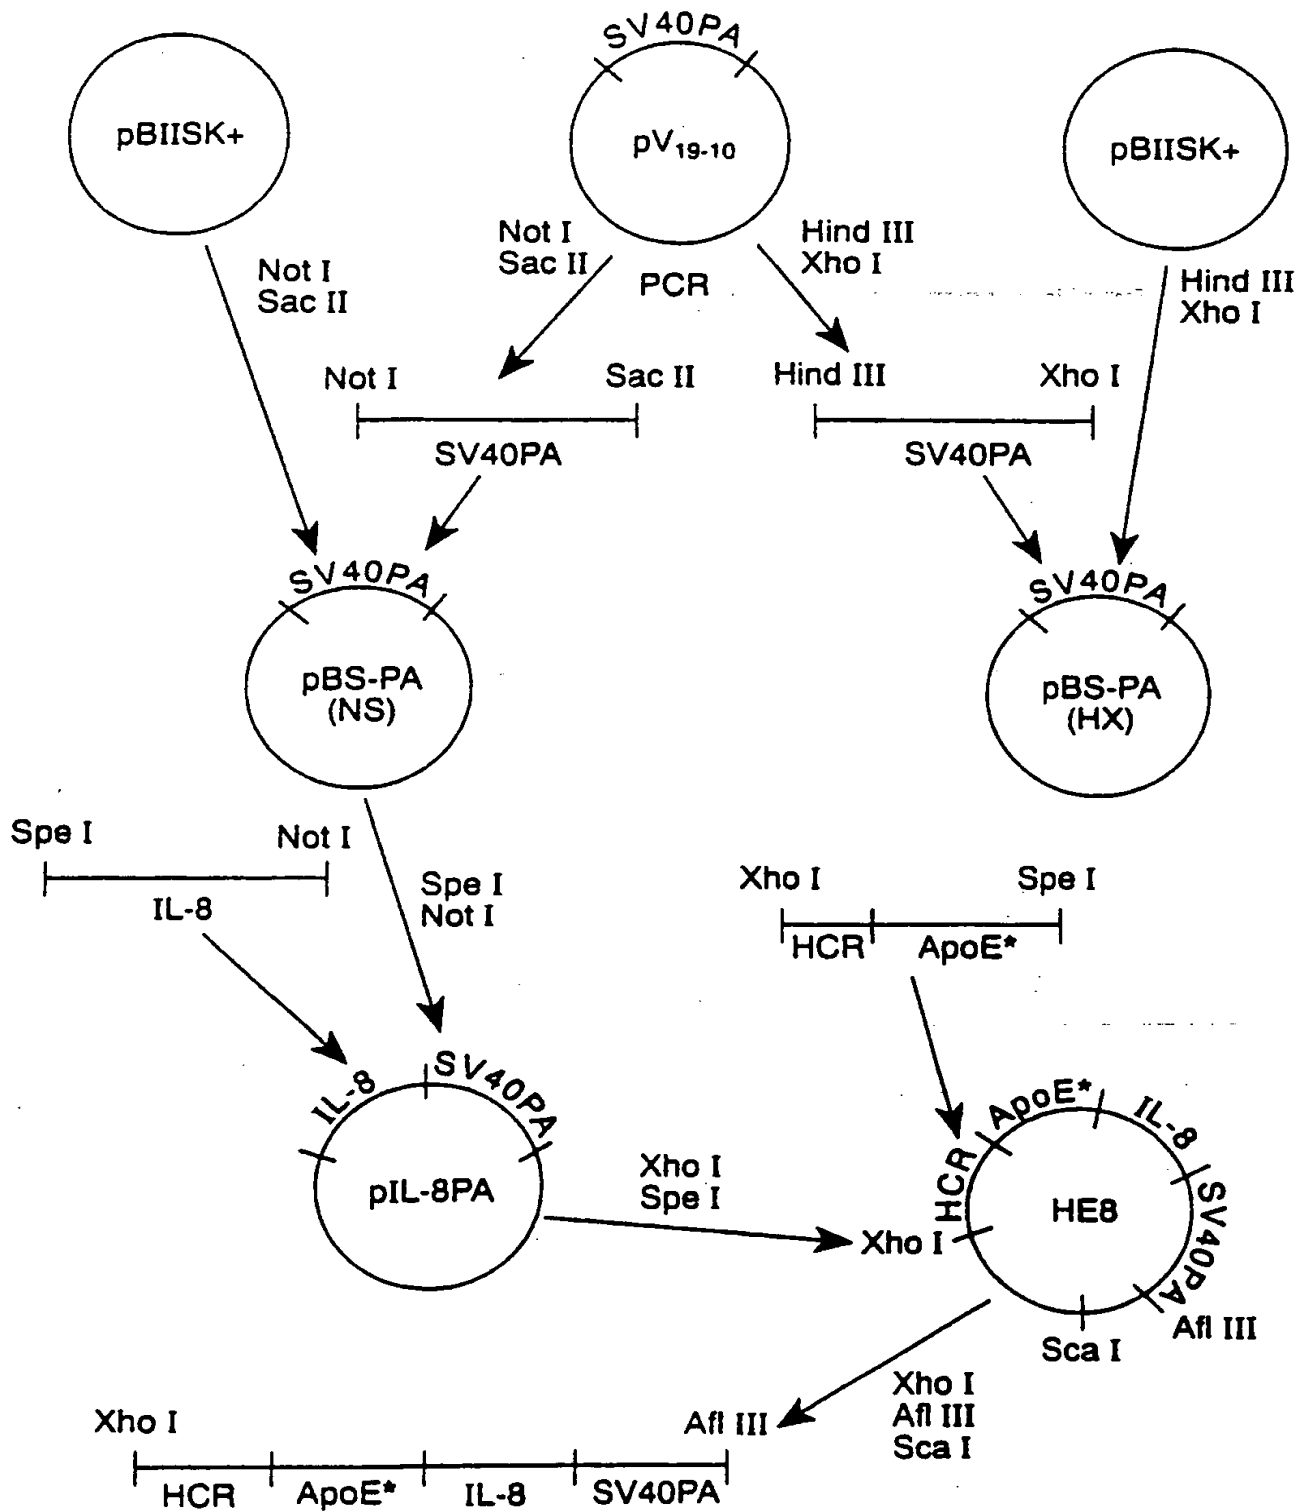 SV40PA
pBIISK+
pV19-10
pBIISK+
Not I
Sac II
Not I
Sac II
PCR
Hind III
Xho I
Hind III
Xho I
Not I
Sac II
Hind III
Xho I
SV40PA
SV40PA
SV40PA
SV40PA
pBS-PA
(NS)
pBS-PA
(HX)
Spe I
Not I
IL-8
Spe I
Not I
Xho I
Spe I
HCR
ApoE*
IL-8
SV40PA
pIL-8PA
Xho I
Spe I
Xho I
HCR
ApoE*
IL-8
SV40PA
HE8
Afl III
Sca I
Xho I
Afl III
Sca I
Xho I
Afl III
HCR
ApoE*
IL-8
SV40PA